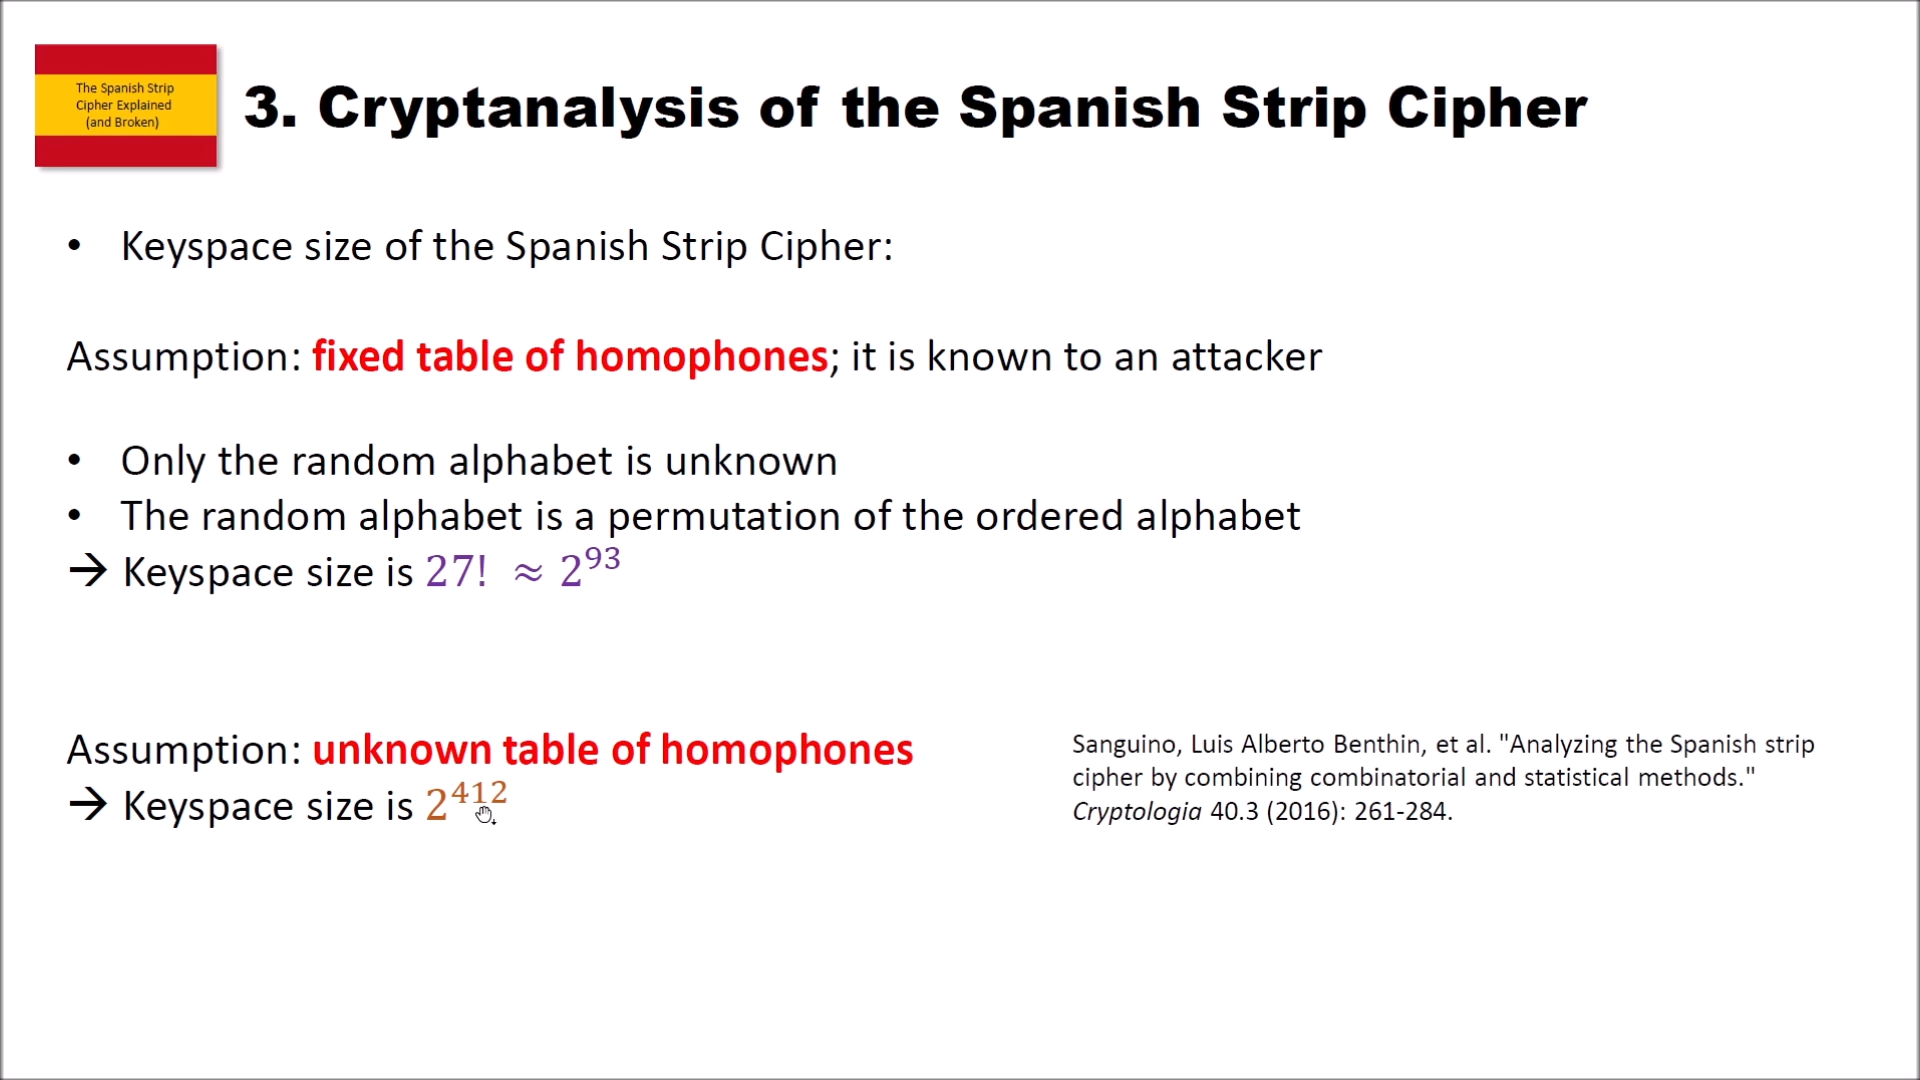 The Spanish Strip
Cipher Explained
(and Broken)
3. Cryptanalysis of the Spanish Strip Cipher
• Keyspace size of the Spanish Strip Cipher:
Assumption: fixed table of homophones; it is known to an attacker
• Only the random alphabet is unknown
• The random alphabet is a permutation of the ordered alphabet
→ Keyspace size is 27! ≈ 2^93
Assumption: unknown table of homophones
→ Keyspace size is 2^412
Sanguino, Luis Alberto Benthin, et al. "Analyzing the Spanish strip
cipher by combining combinatorial and statistical methods."
Cryptologia 40.3 (2016): 261-284.